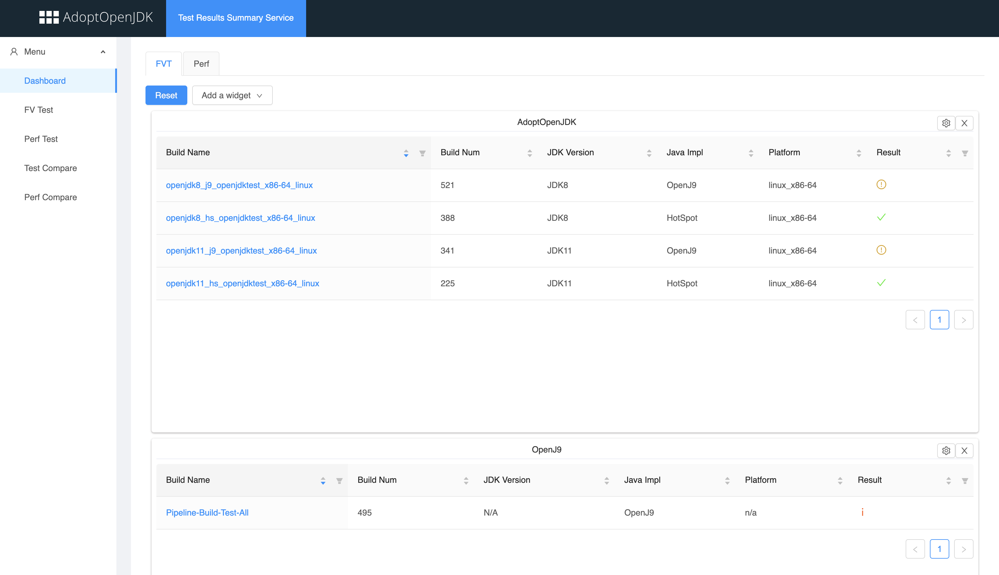 AdoptOpenJDK
Test Results Summary Service
Menu
Dashboard
FV Test
Perf Test
Test Compare
Perf Compare
FVT
Perf
Reset
Add a widget
AdoptOpenJDK
Build Name Build Num JDK Version Java Impl Platform Result
openjdk8_j9_openjdktest_x86-64_linux 521 JDK8 OpenJ9 linux_x86-64
openjdk8_hs_openjdktest_x86-64_linux 388 JDK8 HotSpot linux_x86-64
openjdk11_j9_openjdktest_x86-64_linux 341 JDK11 OpenJ9 linux_x86-64
openjdk11_hs_openjdktest_x86-64_linux 225 JDK11 HotSpot linux_x86-64
< 1 >
OpenJ9
Build Name Build Num JDK Version Java Impl Platform Result
Pipeline-Build-Test-All 495 N/A OpenJ9 n/a i
< 1 >